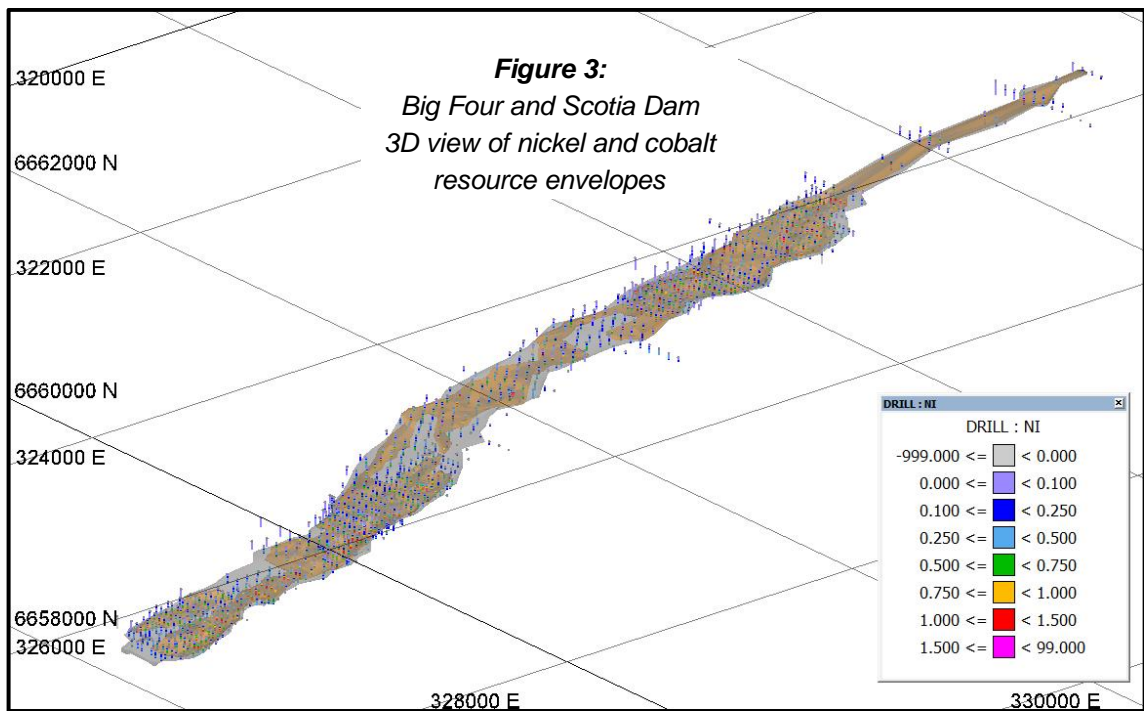 Figure 3:
Big Four and Scotia Dam
3D view of nickel and cobalt
resource envelopes
320000 E
6662000 N
322000 E
6660000 N
324000 E
6658000 N
326000 E
328000 E
330000 E
DRILL : NI
x
DRILL : NI
-999.000 <= < 0.000
0.000 <= < 0.100
0.100 <= < 0.250
0.250 <= < 0.500
0.500 <= < 0.750
0.750 <= < 1.000
1.000 <= < 1.500
1.500 <= < 99.000